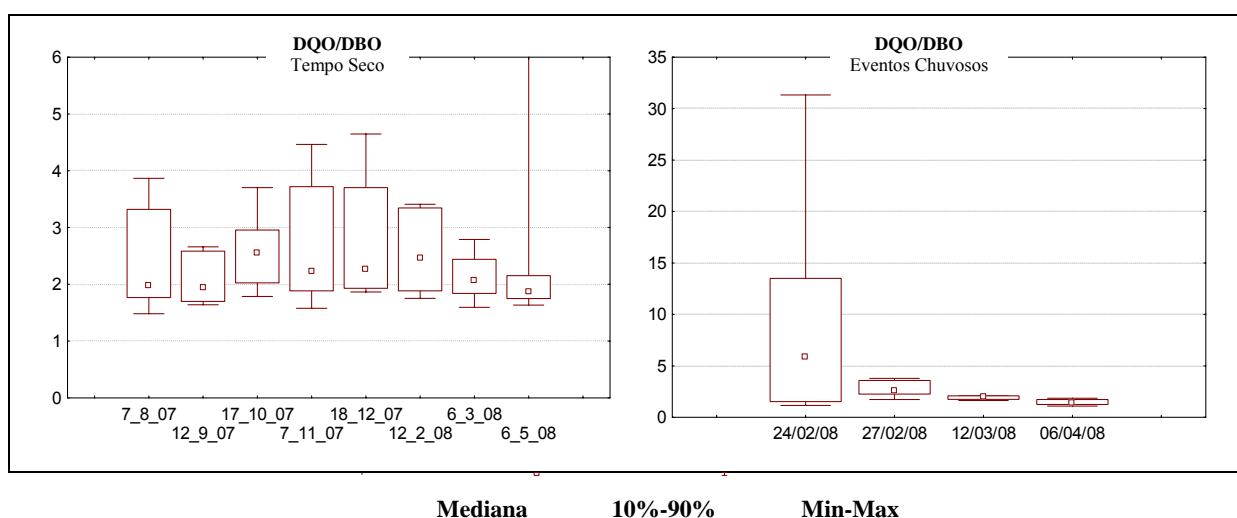 DQO/DBO
Tempo Seco
6
5
4
3
2
1
0
7_8_07 17_10_07 18_12_07 6_3_08
12_9_07 7_11_07 12_2_08 6_5_08
DQO/DBO
Eventos Chuvosos
35
30
25
20
15
10
5
0
24/02/08 27/02/08 12/03/08 06/04/08
Mediana 10%-90% Min-Max